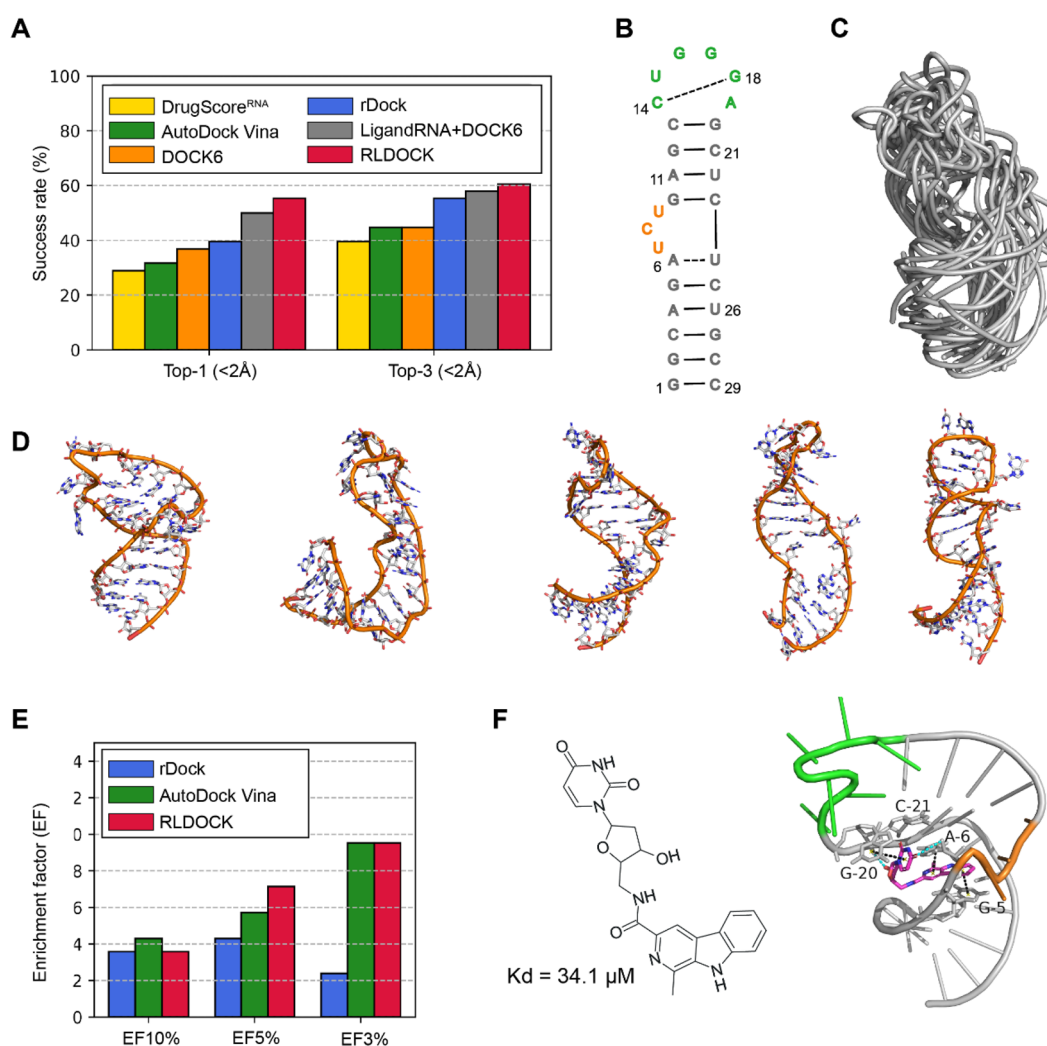 A
100
80
60
40
20
0
Success rate (%)
DrugScoreRNA
AutoDock Vina
DOCK6
rDock
LigandRNA+DOCK6
RLDOCK
Top-1 (<2Å)
Top-3 (<2Å)
B
G G
U G 18
14 C A
C G
G C 21
11 A U
U G C
C
U
6 A U
G C
A U 26
C G
G C
1 G C 29
C
D
E
4
2
0
8
6
4
2
0
Enrichment factor (EF)
rDock
AutoDock Vina
RLDOCK
EF10%
EF5%
EF3%
F
O
NH
N
O
O
OH
NH
O
N
N
H
Kd = 34.1 μM
C-21
A-6
G-20
G-5